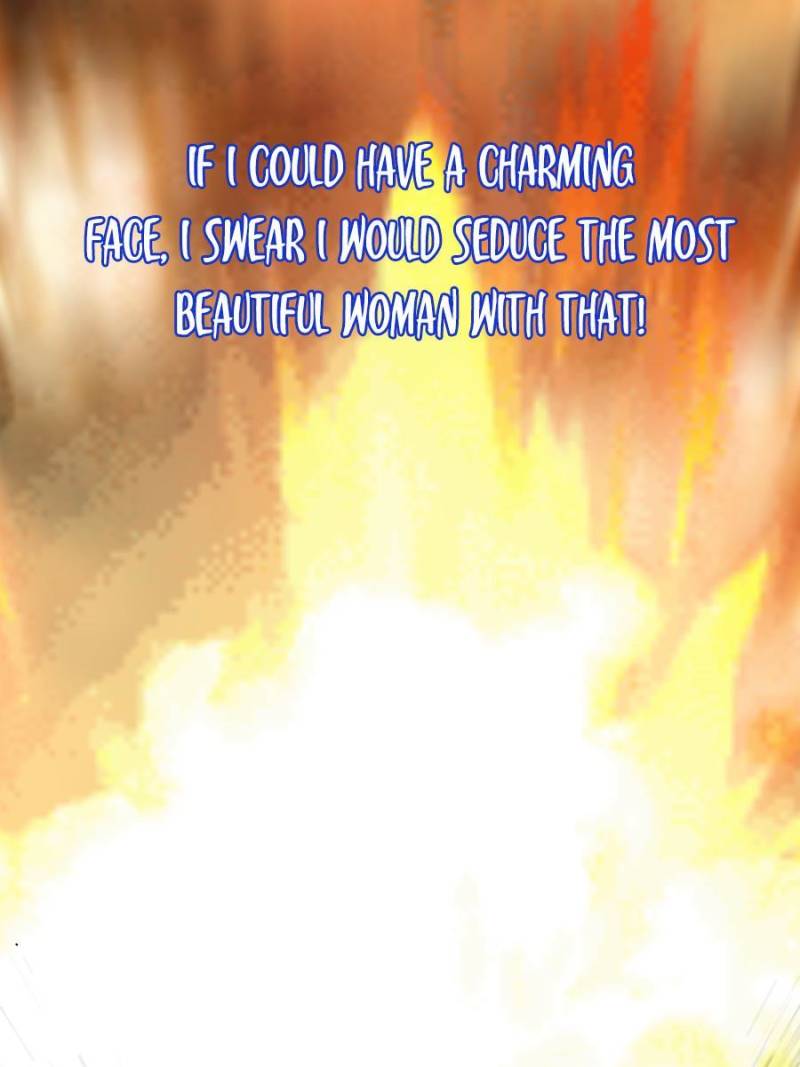 IF I COULD HAVE A CHARMING
FACE, I SWEAR I WOULD SEDUCE THE MOST
BEAUTIFUL WOMAN WITH THAT!